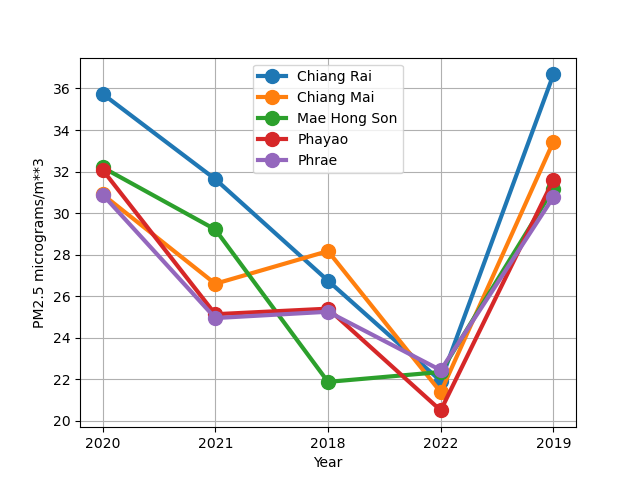 Chiang Rai
Chiang Mai
Mae Hong Son
Phayao
Phrae
36
34
32
30
28
26
24
22
20
PM2.5 micrograms/m**3
2020 2021 2018 2022 2019
Year